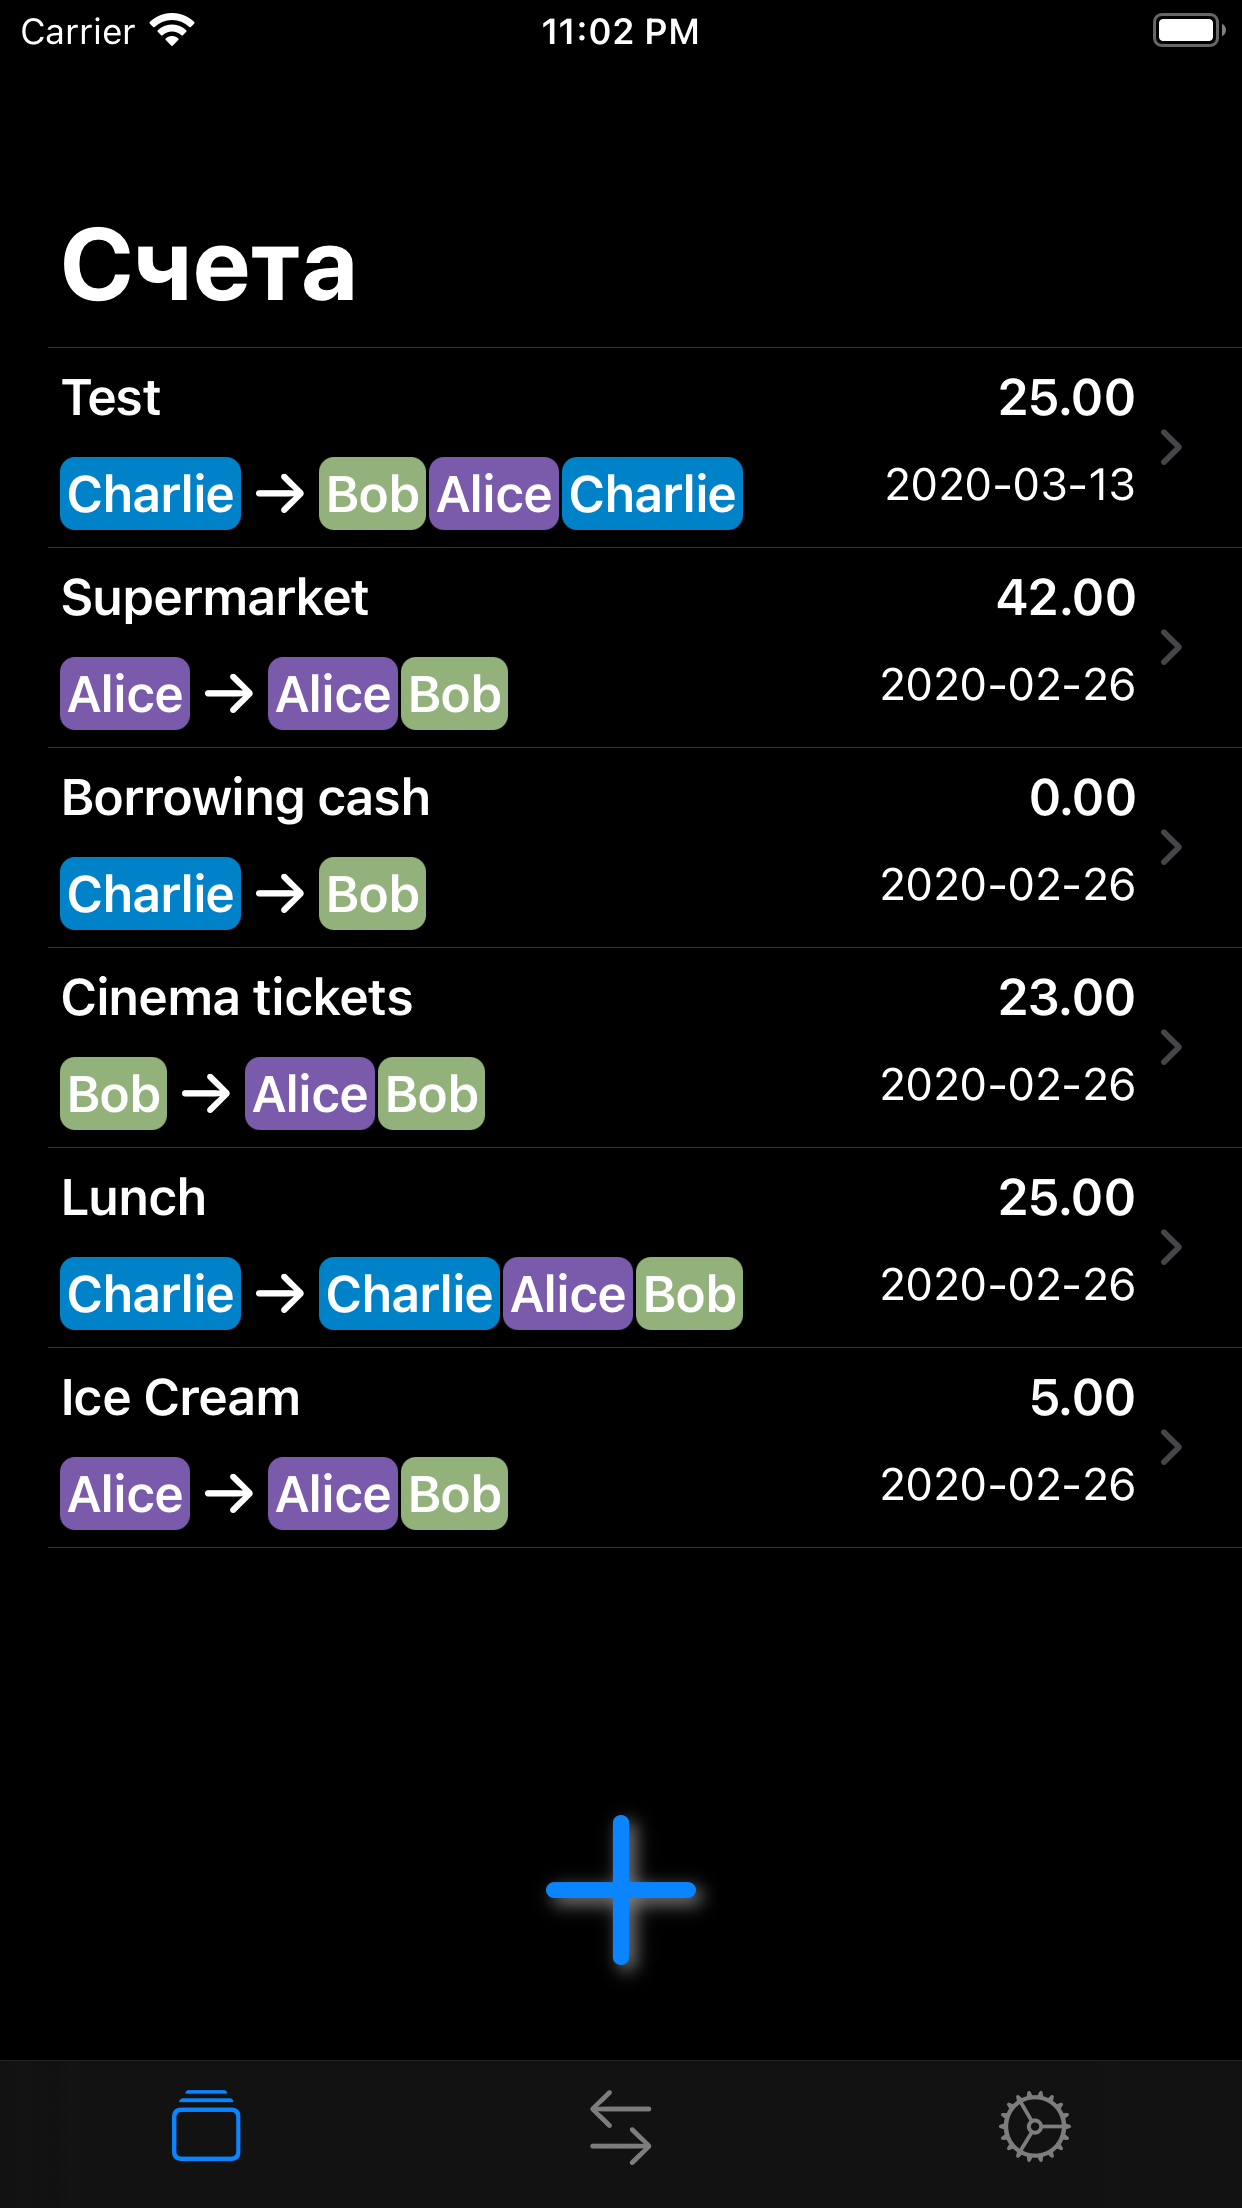 Carrier 11:02 PM
Счета
Test 25.00
Charlie → Bob Alice Charlie 2020-03-13
Supermarket 42.00
Alice → Alice Bob 2020-02-26
Borrowing cash 0.00
Charlie → Bob 2020-02-26
Cinema tickets 23.00
Bob → Alice Bob 2020-02-26
Lunch 25.00
Charlie → Charlie Alice Bob 2020-02-26
Ice Cream 5.00
Alice → Alice Bob 2020-02-26